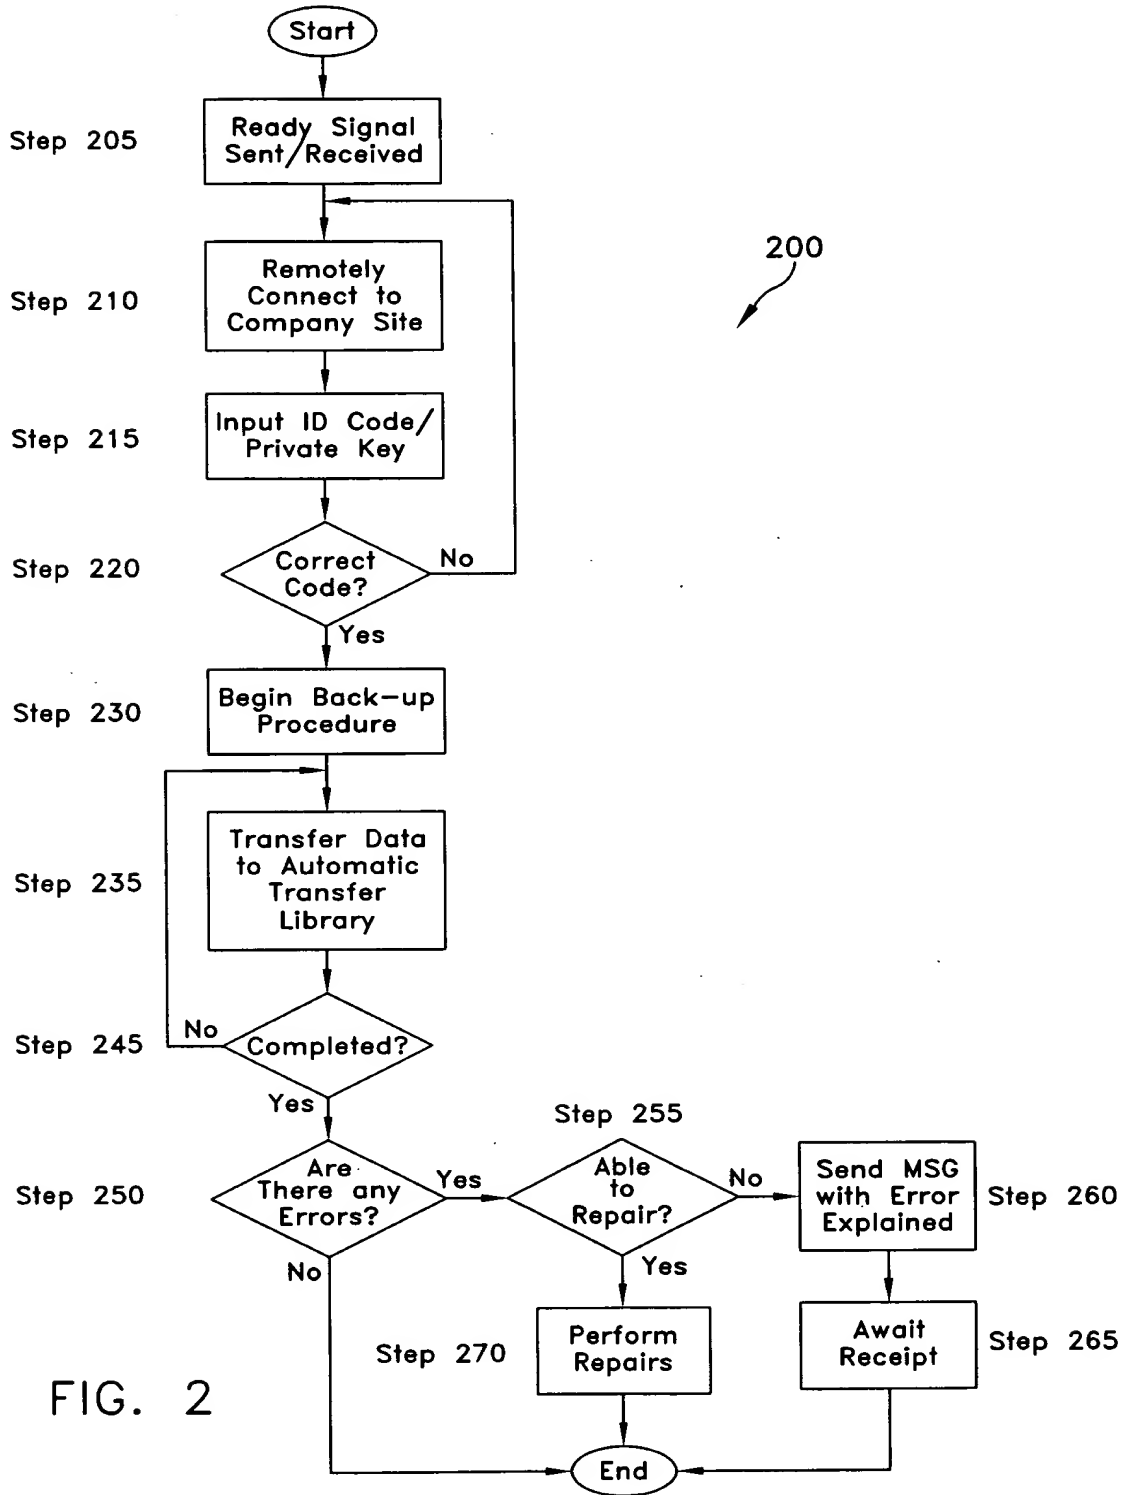 Start
Step 205
Ready Signal
Sent/Received
200
Step 210
Remotely
Connect to
Company Site
Step 215
Input ID Code/
Private Key
Step 220
Correct
Code?
No
Yes
Step 230
Begin Back-up
Procedure
Step 235
Transfer Data
to Automatic
Transfer
Library
Step 245
No
Completed?
Yes
Step 250
Are
There any
Errors?
Yes
No
Step 255
Able
to
Repair?
No
Yes
Send MSG
with Error
Explained
Step 260
Step 270
Perform
Repairs
Await
Receipt
Step 265
FIG. 2
End